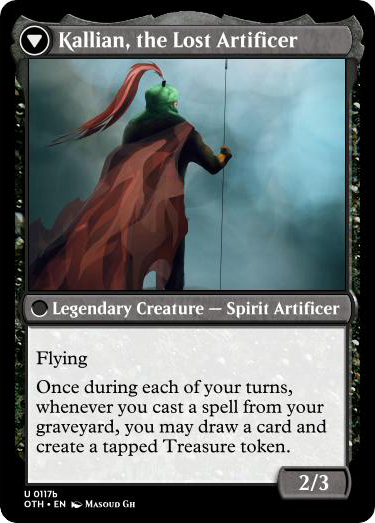 Kallian, the Lost Artificer
Legendary Creature — Spirit Artificer
Flying
Once during each of your turns,
whenever you cast a spell from your
graveyard, you may draw a card and
create a tapped Treasure token.
2/3
U 0117b
OTH • EN Masoud Gh